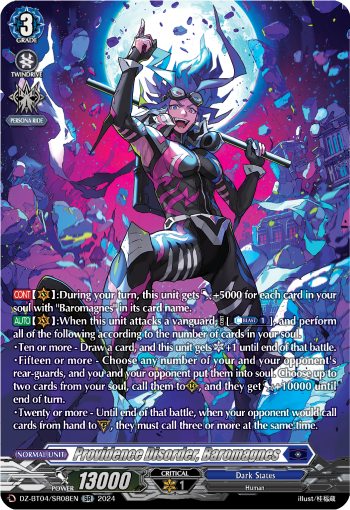 3
GRADE
TWINDRIVE
PERSONA RIDE
CONT【】:During your turn, this unit gets +5000 for each card in your
soul with "Baromagnes" in its card name.
AUTO【】:When this unit attacks a vanguard, [ 1 ], and perform
all of the following according to the number of cards in your soul.
・Ten or more - Draw a card, and this unit gets +1 until end of that battle.
・Fifteen or more - Choose any number of your and your opponent's
rear-guards, and you and your opponent put them into soul. Choose up to
two cards from your soul, call them to , and they get +10000 until
end of turn.
・Twenty or more - Until end of that battle, when your opponent would call
cards from hand to , they must call three or more at the same time.
NORMAL UNIT
Providence Disorder, Baromagnes
POWER 13000
CRITICAL
1
Dark States
Human
DZ-BT04/SR08EN SR 2024
illust/桂福蔵